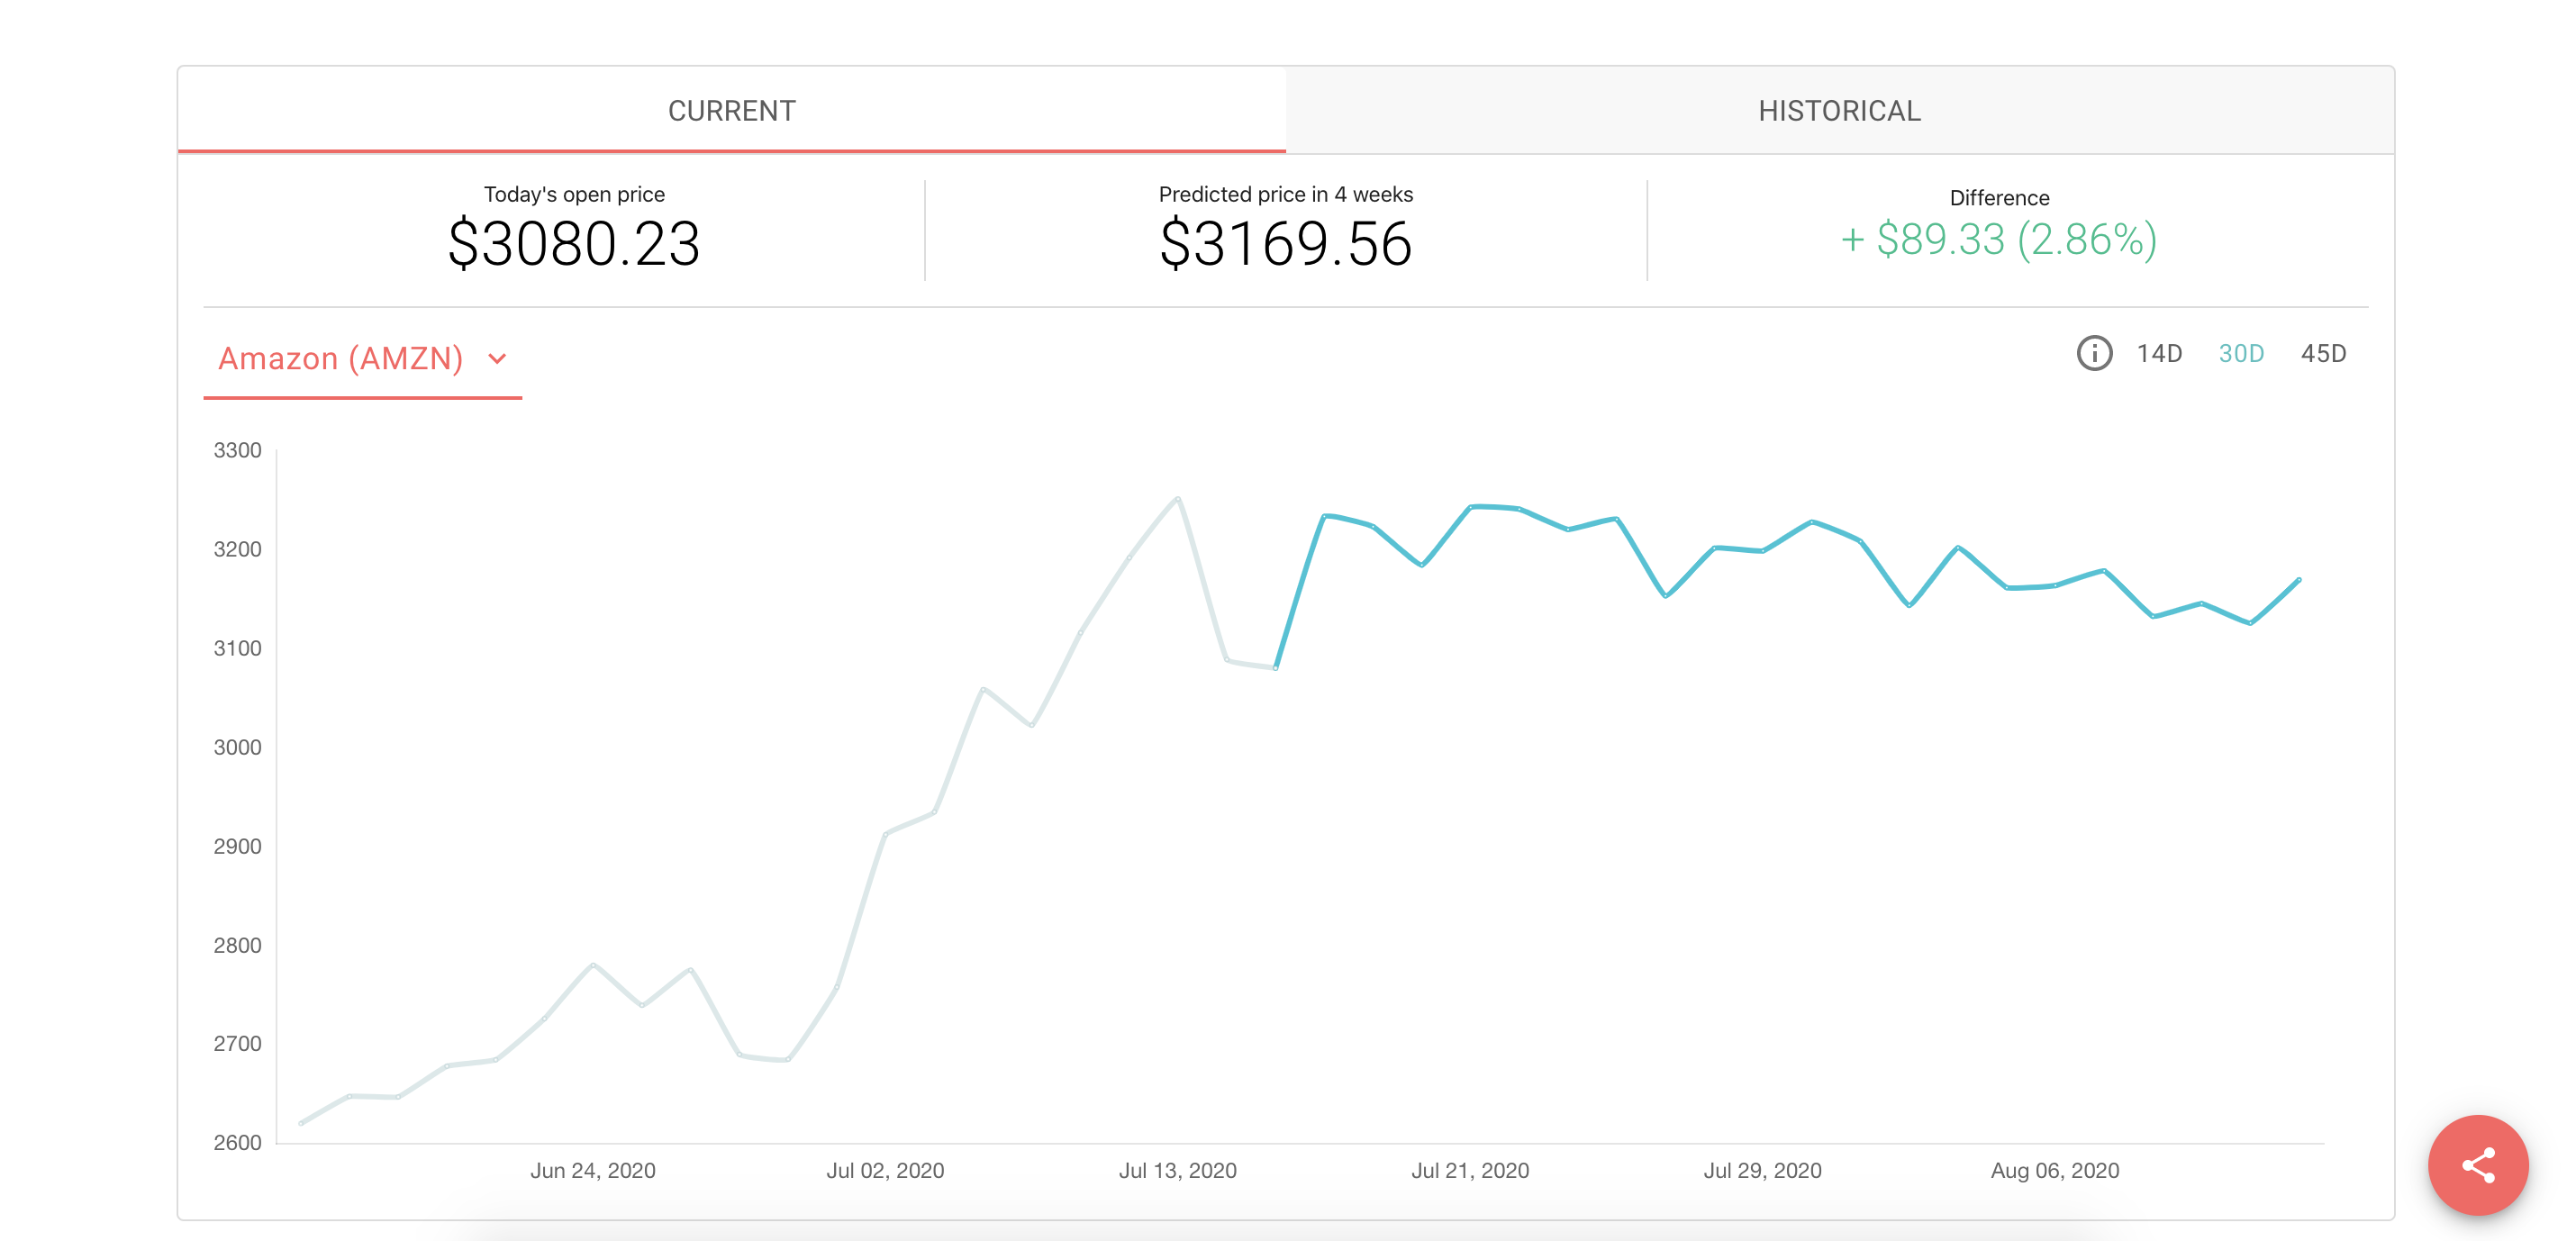 CURRENT
HISTORICAL
Today's open price
$3080.23
Predicted price in 4 weeks
$3169.56
Difference
+ $89.33 (2.86%)
Amazon (AMZN)
14D
30D
45D
3300
3200
3100
3000
2900
2800
2700
2600
Jun 24, 2020
Jul 02, 2020
Jul 13, 2020
Jul 21, 2020
Jul 29, 2020
Aug 06, 2020